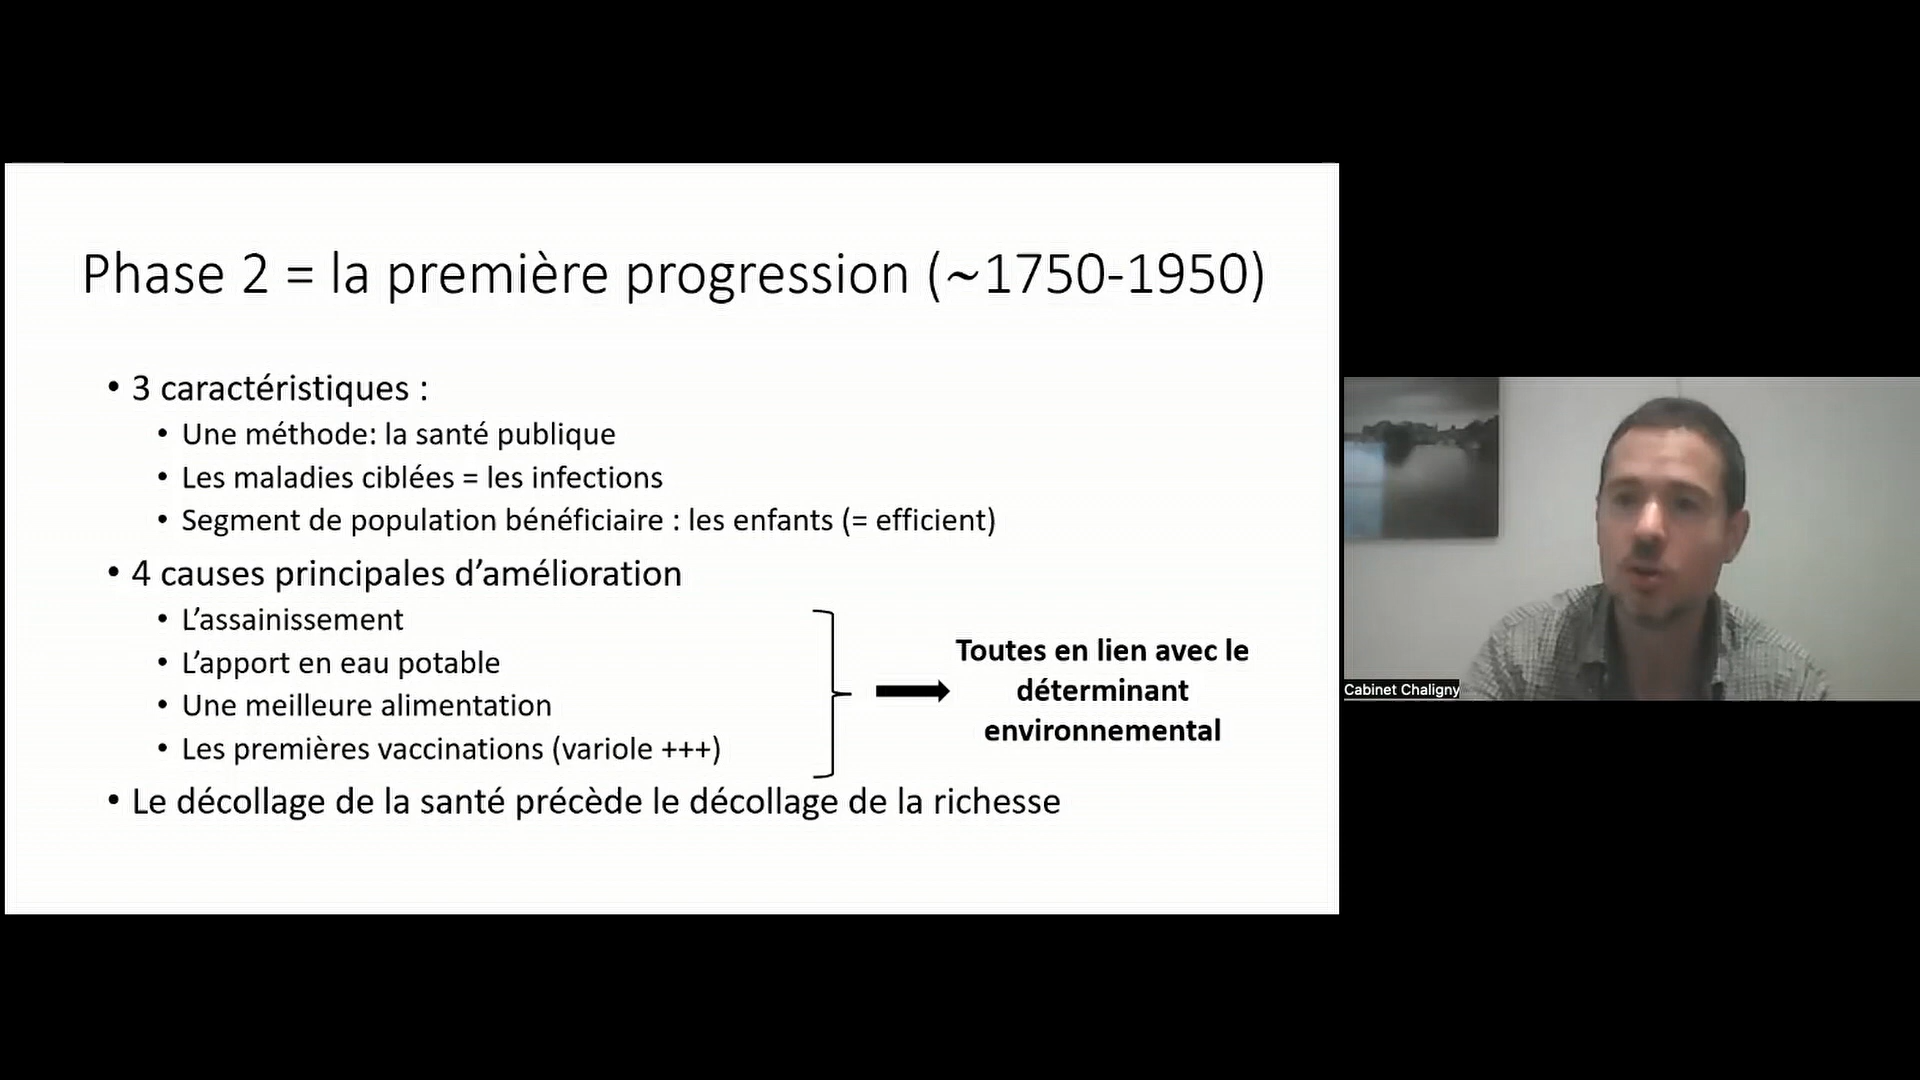 Phase 2 = la première progression (~1750-1950)
• 3 caractéristiques :
• Une méthode: la santé publique
• Les maladies ciblées = les infections
• Segment de population bénéficiaire : les enfants (= efficient)
• 4 causes principales d’amélioration
• L’assainissement
• L’apport en eau potable
• Une meilleure alimentation
• Les premières vaccinations (variole +++)
Toutes en lien avec le
déterminant
environnemental
• Le décollage de la santé précède le décollage de la richesse
Cabinet Chaligny